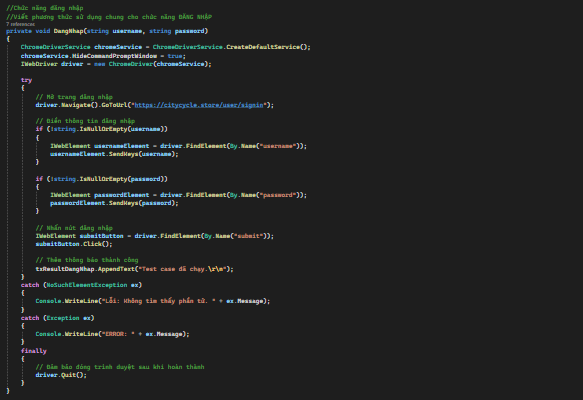 //Chức năng đăng nhập
//Viết phương thức sử dụng chung cho chức năng ĐĂNG NHẬP
7 references
private void DangNhap(string username, string password)
{
ChromeDriverService chromeService = ChromeDriverService.CreateDefaultService();
chromeService.HideCommandPromptWindow = true;
IWebDriver driver = new ChromeDriver(chromeService);
try
{
// Mở trang đăng nhập
driver.Navigate().GoToUrl("https://citycycle.store/user/signin");
// Điền thông tin đăng nhập
if (!string.IsNullOrEmpty(username))
{
IWebElement usernameElement = driver.FindElement(By.Name("username"));
usernameElement.SendKeys(username);
}
if (!string.IsNullOrEmpty(password))
{
IWebElement passwordElement = driver.FindElement(By.Name("password"));
passwordElement.SendKeys(password);
}
// Nhấn nút đăng nhập
IWebElement submitButton = driver.FindElement(By.Name("submit"));
submitButton.Click();
// Thêm thông báo thành công
txResultDangNhap.AppendText("Test case đã chạy.\r\n");
}
catch (NoSuchElementException ex)
{
Console.WriteLine("Lỗi: Không tìm thấy phần tử. " + ex.Message);
}
catch (Exception ex)
{
Console.WriteLine("ERROR: " + ex.Message);
}
finally
{
// Đảm bảo đóng trình duyệt sau khi hoàn thành
driver.Quit();
}
}